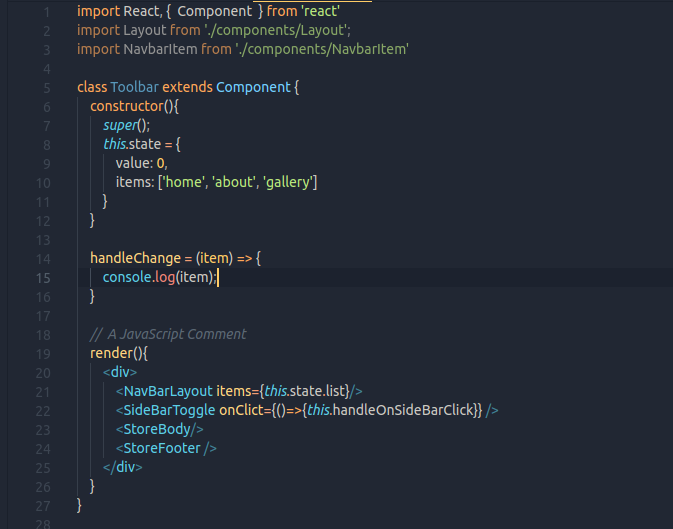 1 import React, { Component } from 'react'
2 import Layout from './components/Layout';
3 import NavbarItem from './components/NavbarItem'
4
5 class Toolbar extends Component {
6 constructor(){
7 super();
8 this.state = {
9 value: 0,
10 items: ['home', 'about', 'gallery']
11 }
12 }
13
14 handleChange = (item) => {
15 console.log(item);
16 }
17
18 // A JavaScript Comment
19 render(){
20 <div>
21 <NavBarLayout items={this.state.list}/>
22 <SideBarToggle onClict={()=>{this.handleOnSideBarClick}} />
23 <StoreBody/>
24 <StoreFooter />
25 </div>
26 }
27 }
28